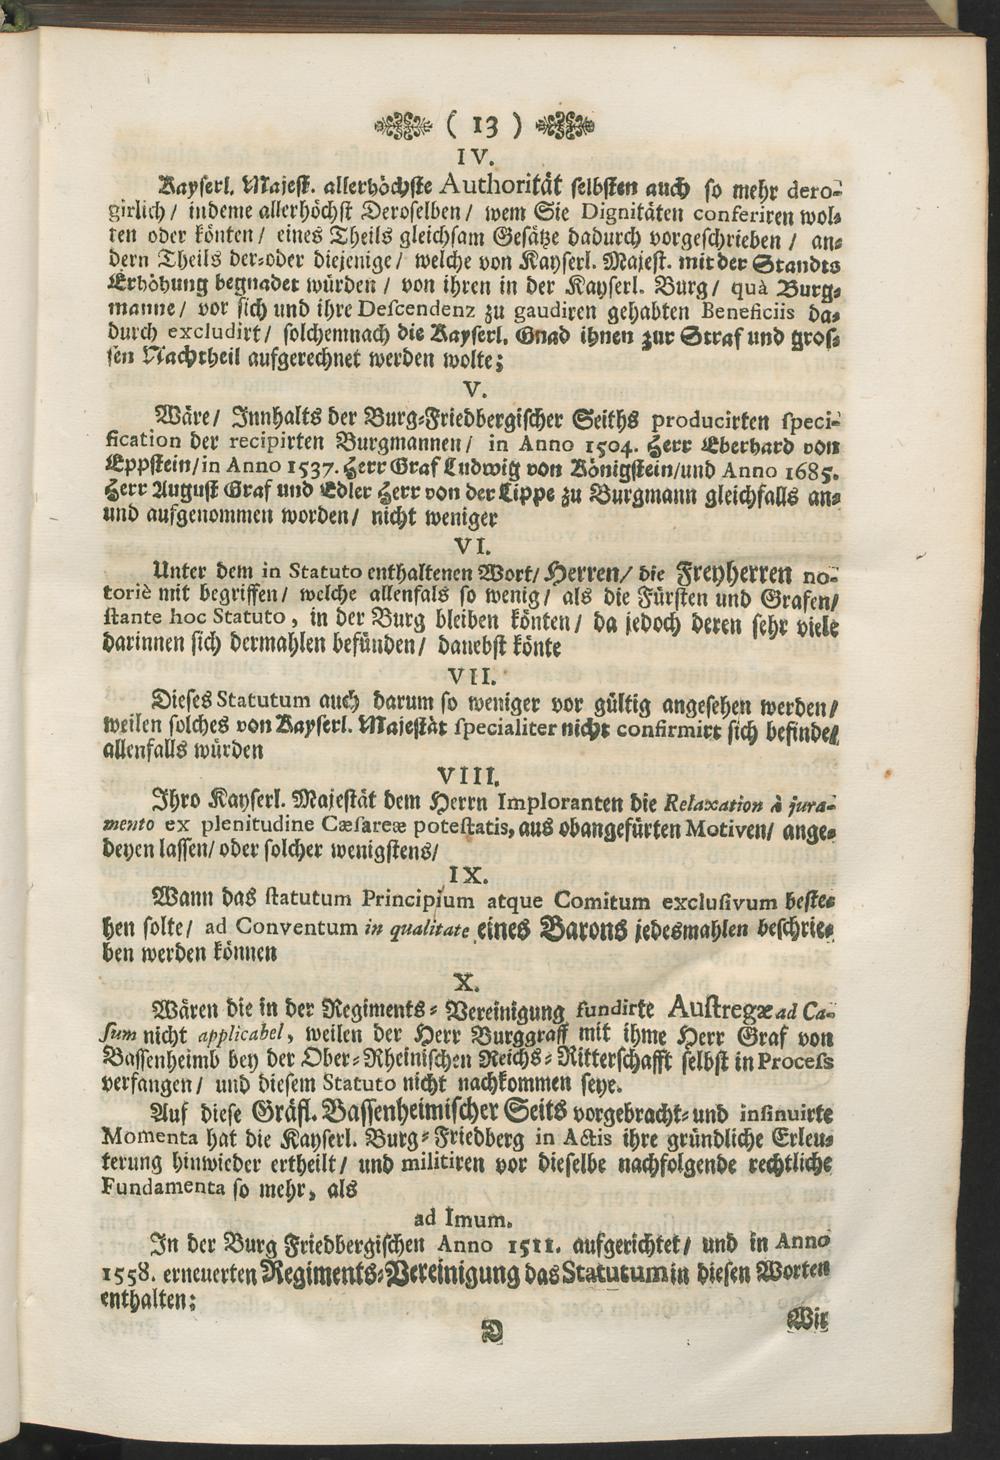 ( 13 )
IV.
Kayserl. Majest. allerhöchste Authorität selbsten auch so mehr dero-
girlich / indeme allerhöchst Deroselben / wem Sie Dignitäten conferiren wol-
ten oder könten / eines Theils gleichsam Gesätze dadurch vorgeschrieben / an-
dern Theils der-oder diejenige / welche von Kayserl. Majest. mit der Standts
Erhöhung begnadet würden / von ihren in der Kayserl. Burg / quà Burg-
manne / vor sich und ihre Descendenz zu gaudiren gehabten Beneficiis da-
durch excludirt / solchemnach die Kayserl. Gnad ihnen zur Straf und gros-
sen Nachtheil aufgerechnet werden wolte;
V.
Wäre / Innhalts der Burg-Friedbergischer Seiths producirten speci-
fication der recipirten Burgmannen / in Anno 1504. Herr Eberhard von
Eppstein / in Anno 1537. Herr Graf Ludwig von Königstein / und Anno 1685.
Herr August Graf und Edler Herr von der Lippe zu Burgmann gleichfalls an-
und aufgenommen worden / nicht weniger
VI.
Unter dem in Statuto enthaltenen Wort / Herren / die Freyherren no-
toriè mit begriffen / welche allenfals so wenig / als die Fürsten und Grafen /
stante hoc Statuto, in der Burg bleiben könten / da jedoch deren sehr viele
darinnen sich dermahlen befünden / danebst könte
VII.
Dieses Statutum auch darum so weniger vor gültig angesehen werden /
weilen solches von Kayserl. Majestät specialiter nicht confirmirt sich befinde /
allenfalls würden
VIII.
Ihro Kayserl. Majestät dem Herrn Imploranten die Relaxation à jura-
mento ex plenitudine Cæsareæ potestatis, aus obangefürten Motiven / ange-
deyen lassen / oder solcher wenigstens /
IX.
Wann das statutum Principium atque Comitum exclusivum beste-
hen solte / ad Conventum in qualitate eines Barons jedesmahlen beschrie-
ben werden können
X.
Wären die in der Regiments-Vereinigung fundirte Austregæ ad Ca-
sum nicht applicabel, weilen der Herr Burggraff mit ihme Herr Graf von
Bassenheimb bey der Ober-Rheinischen Reichs-Ritterschafft selbst in Process
verfangen / und diesem Statuto nicht nachkommen seye.
Auf diese Gräfl. Bassenheimischer Seits vorgebracht-und insinuirte
Momenta hat die Kayserl. Burg-Friedberg in Actis ihre gründliche Erleu-
terung hinwieder ertheilt / und militiren vor dieselbe nachfolgende rechtliche
Fundamenta so mehr, als
ad Imum.
In der Burg Friedbergischen Anno 1511. aufgerichtet / und in Anno
1558. erneuerten Regiments-Vereinigung das Statutum in diesen Worten
enthalten:
D
Wir